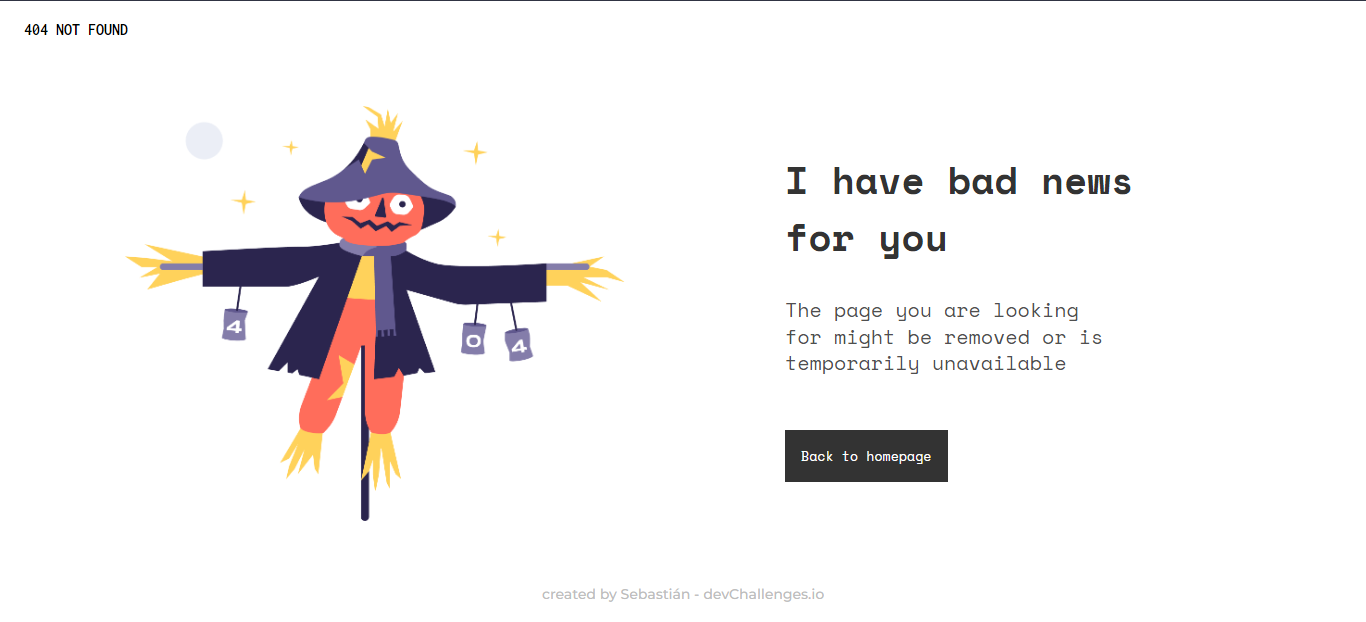 404 NOT FOUND
4
0
4
I have bad news
for you
The page you are looking
for might be removed or is
temporarily unavailable
Back to homepage
created by Sebastián - devChallenges.io